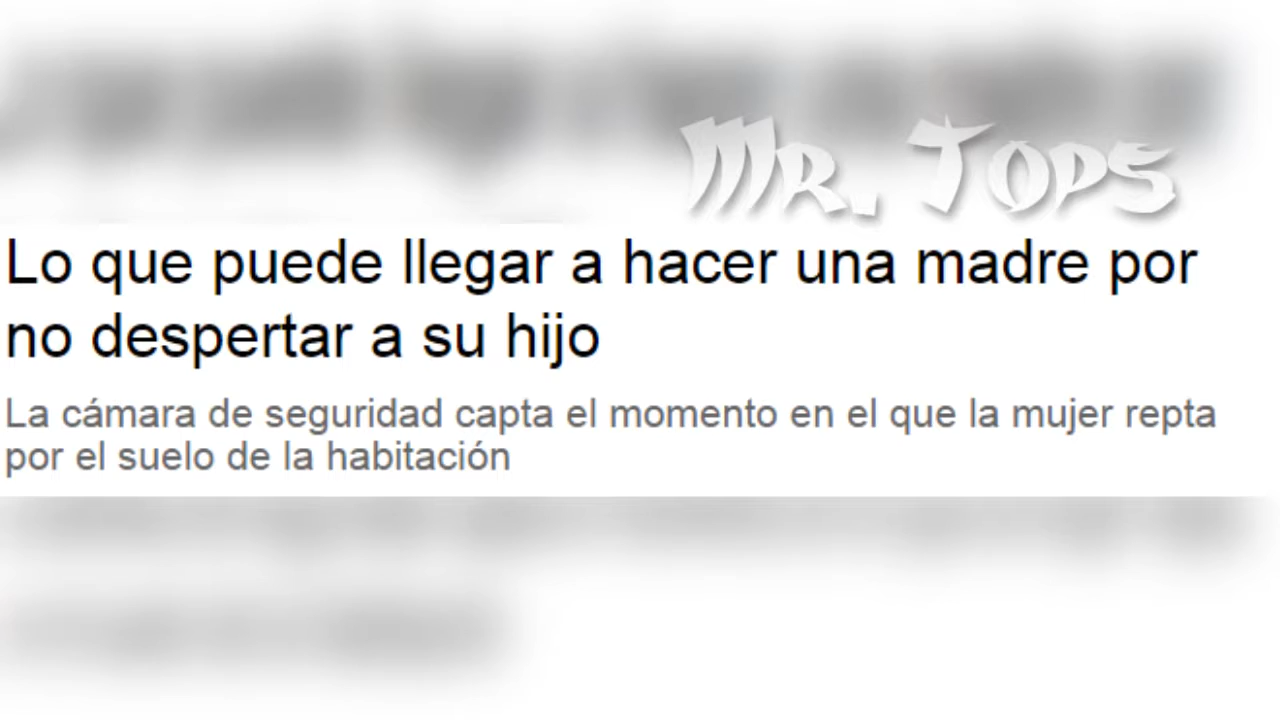 Mr. Tops
Lo que puede llegar a hacer una madre por
no despertar a su hijo
La cámara de seguridad capta el momento en el que la mujer repta
por el suelo de la habitación